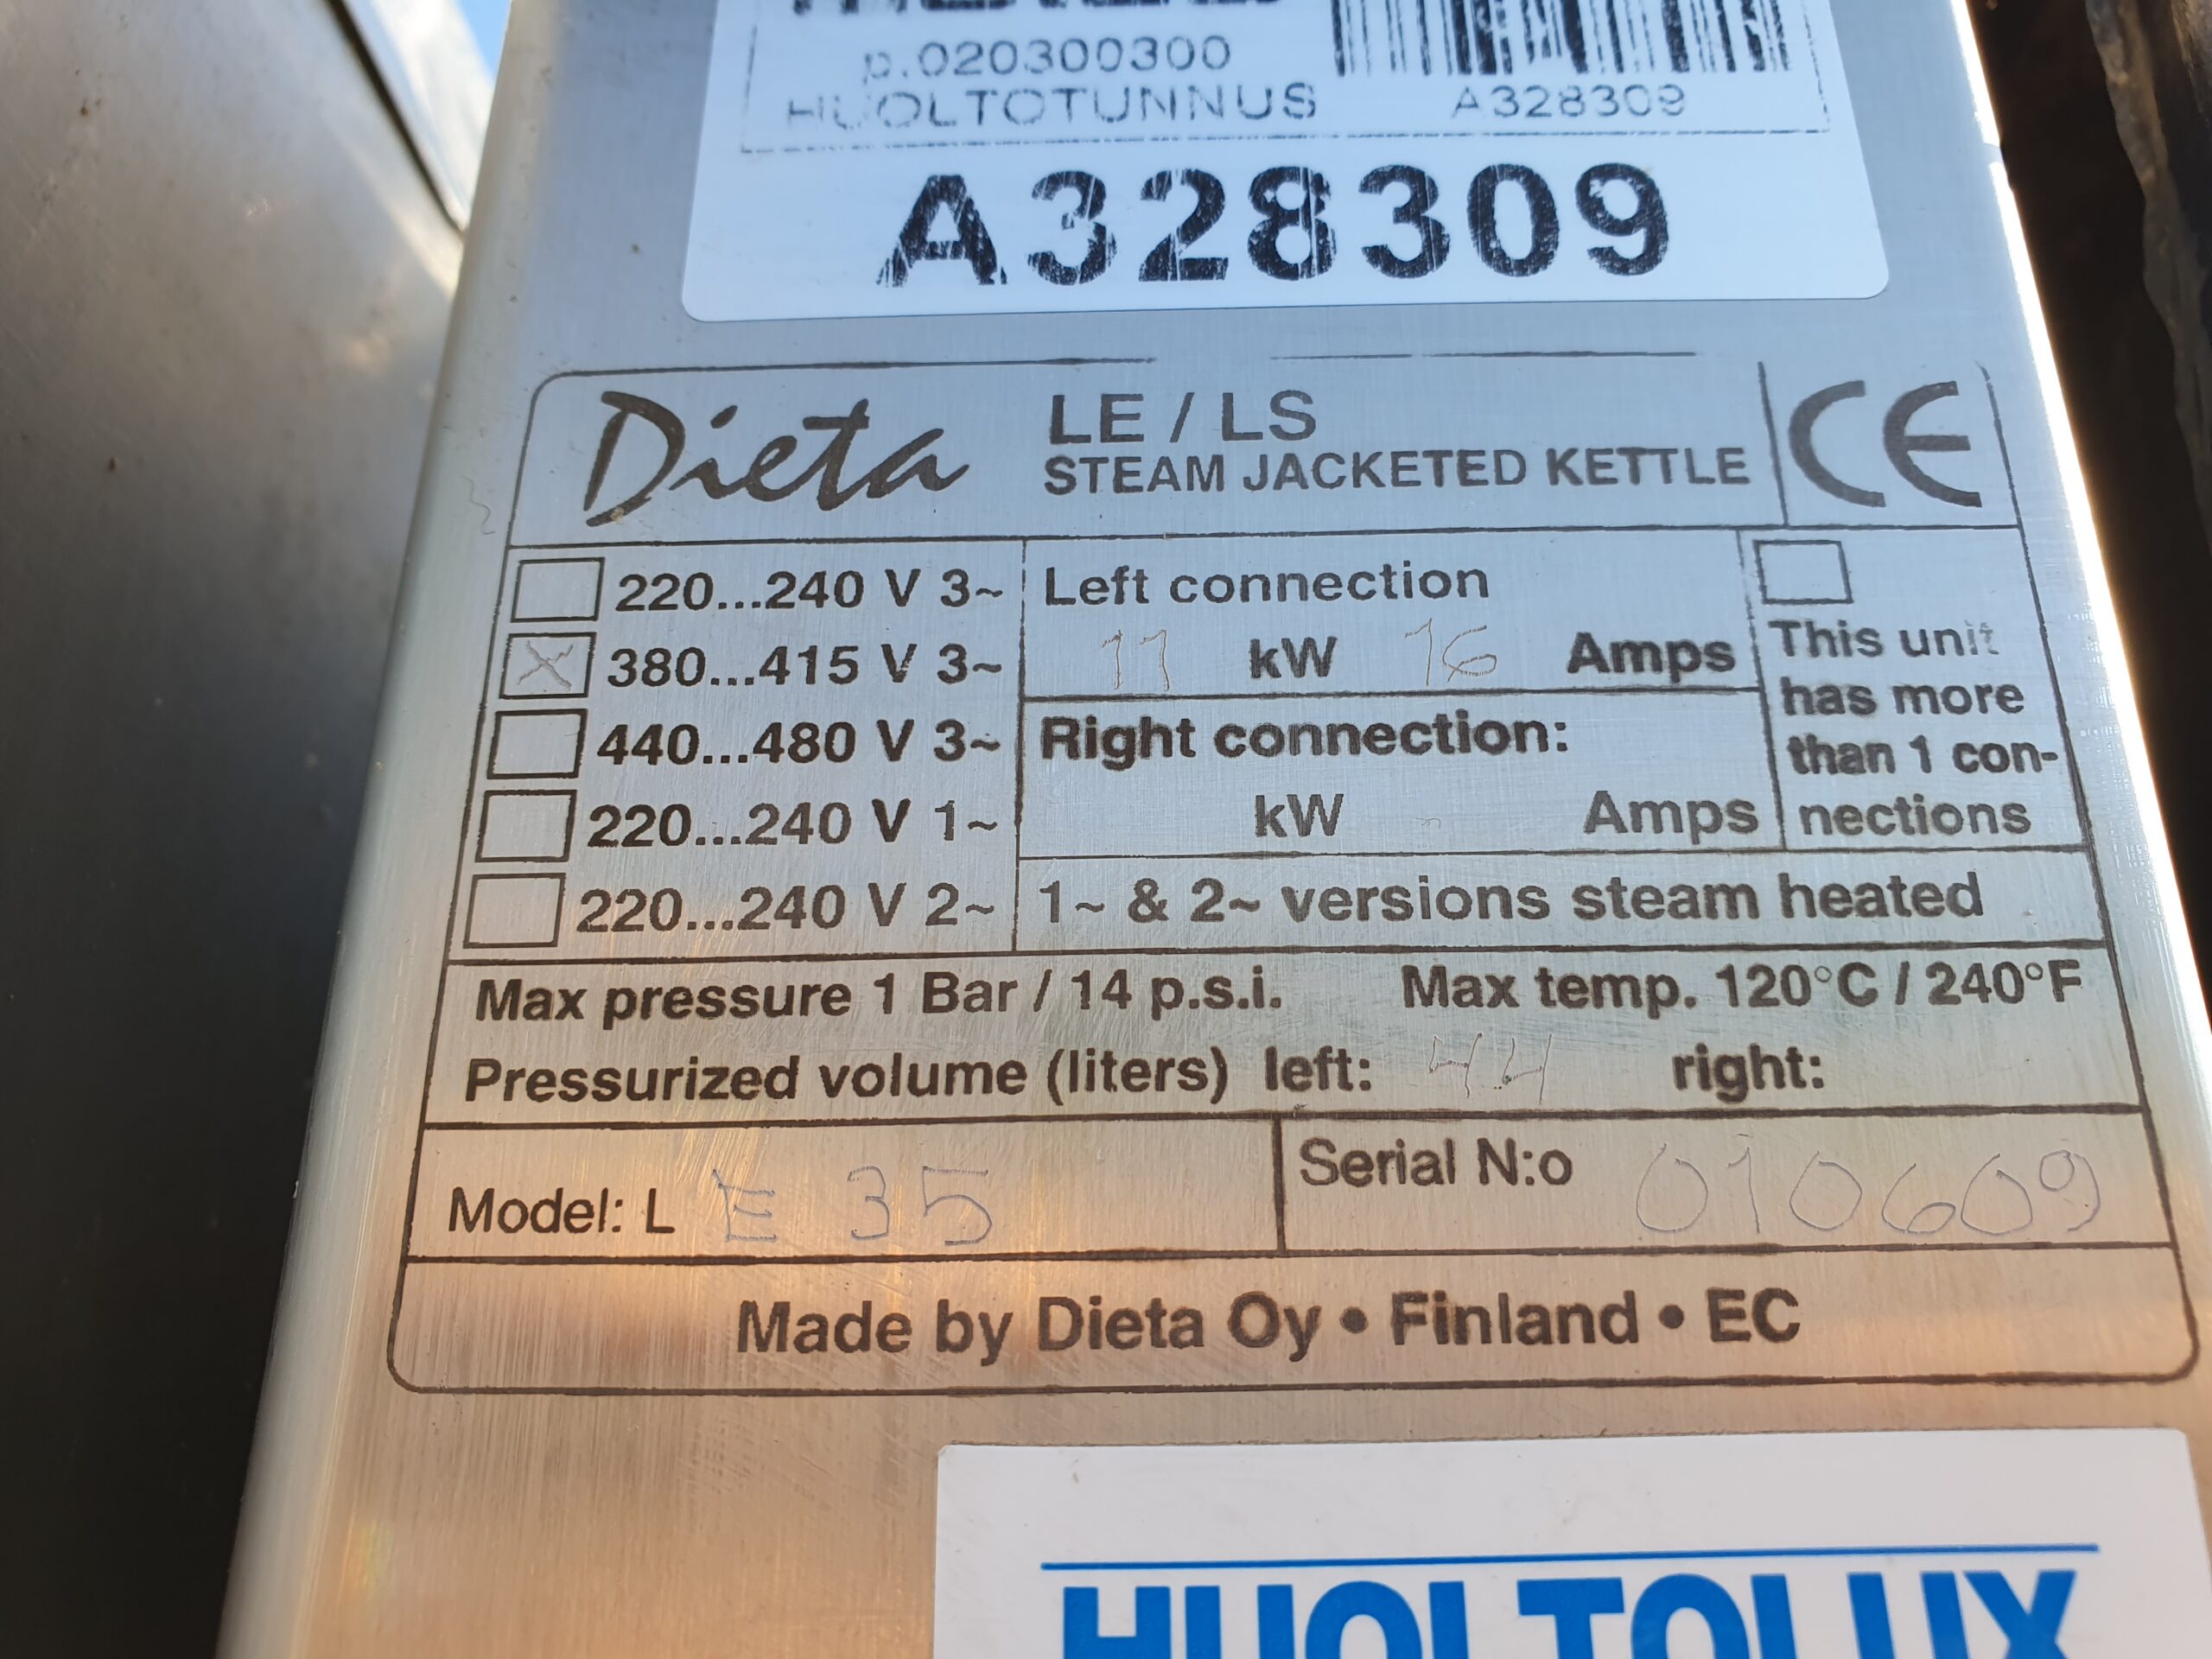 p.020300300
HUOLTOTUNNUS A328309
A328309
Dieta LE / LS
STEAM JACKETED KETTLE
CE
220...240 V 3~
380...415 V 3~
440...480 V 3~
220...240 V 1~
220...240 V 2~
Left connection
11 kW 16 Amps
Right connection:
kW Amps
This unit
has more
than 1 con-
nections
1~ & 2~ versions steam heated
Max pressure 1 Bar / 14 p.s.i. Max temp. 120°C / 240°F
Pressurized volume (liters) left: 44 right:
Model: L E 35
Serial N:o 010609
Made by Dieta Oy • Finland • EC
HUOLTOLUX